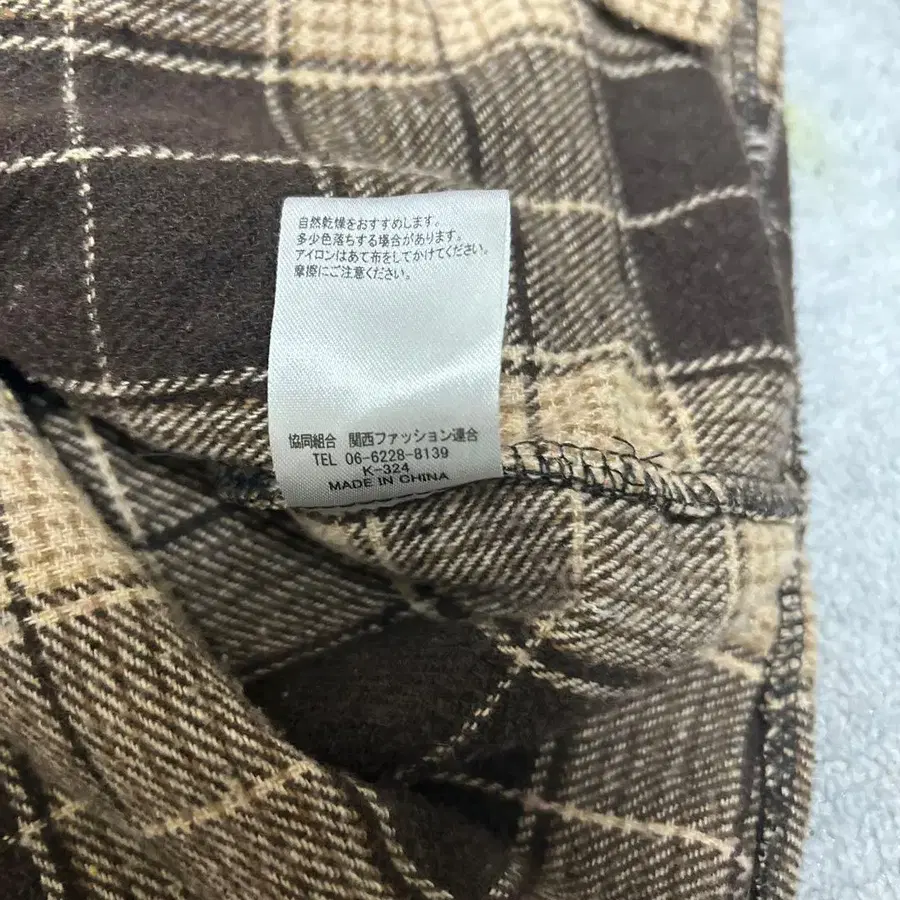 自然乾燥をおすすめします。
多少色落ちする場合があります。
アイロンはあて布をしてかけてください。
摩擦にご注意ください。
協同組合 関西ファッション連合
TEL 06-6228-8139
K-324
MADE IN CHINA